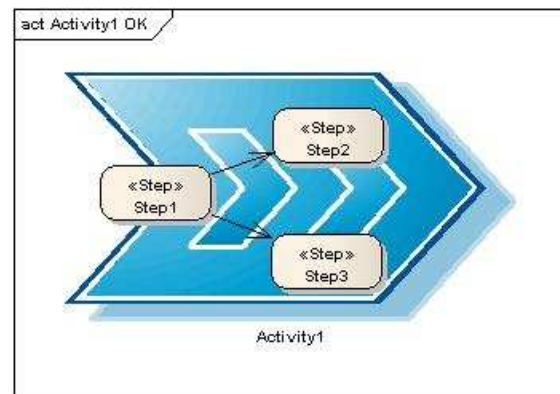 act Activity1 OK
«Step»
Step2
«Step»
Step1
«Step»
Step3
Activity1